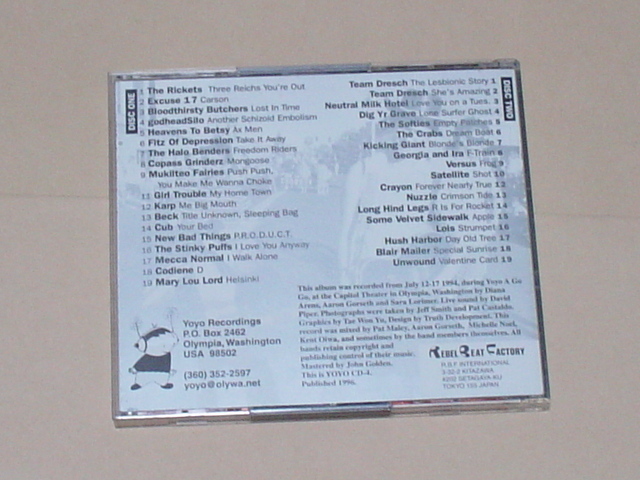 DISC ONE
1 The Rickets Three Reichs You're Out
2 Excuse 17 Carson
3 Bloodthirsty Butchers Lost In Time
4 godheadSilo Another Schizoid Embolism
5 Heavens To Betsy Ax Men
6 Fitz Of Depression Take It Away
7 The Halo Benders Freedom Riders
8 Copass Grinderz Mongoose
9 Mukilteo Fairies Push Push,
You Make Me Wanna Choke
11 Girl Trouble My Home Town
12 Karp Me Big Mouth
13 Beck Title Unknown, Sleeping Bag
14 Cub Your Bed
15 New Bad Things P.R.O.D.U.C.T.
16 The Stinky Puffs I Love You Anyway
17 Mecca Normal I Walk Alone
18 Codiene D
19 Mary Lou Lord Helsinki
DISC TWO
Team Dresch The Lesbionic Story 1
Team Dresch She's Amazing 2
Neutral Milk Hotel Love You on a Tues. 3
Dig Yr Grave Lone Surfer Ghost 4
The Softies Empty Patches 5
The Crabs Dream Boat 6
Kicking Giant Blonde's Blonde 7
Georgia and Ira F-Train 8
Versus Frog 9
Satellite Shot 10
Crayon Forever Nearly True 12
Nuzzle Crimson Tide 13
Long Hind Legs R Is For Rocket 14
Some Velvet Sidewalk Apple 15
Lois Strumpet 16
Hush Harbor Day Old Tree 17
Blair Mailer Special Sunrise 18
Unwound Valentine Card 19
This album was recorded from July 12-17 1994, during Yoyo A Go
Go, at the Capitol Theater in Olympia, Washington by Diana
Arens, Aaron Gorseth and Sara Lorimer. Live sound by David
Piper. Photographs were taken by Jeff Smith and Pat Castaldo.
Graphics by Tae Won Yu, Design by Truth Development. This
record was mixed by Pat Maley, Aaron Gorseth, Michelle Noel,
Kent Oiwa, and sometimes by the band members themselves. All
bands retain copyright and
publishing control of their music.
Mastered by John Golden.
This is YOYO CD-4.
Published 1996.
Yoyo Recordings
P.O. Box 2462
Olympia, Washington
USA 98502
(360) 352-2597
yoyo@olywa.net
REBEL BEAT FACTORY
R.B.F INTERNATIONAL
3-32-2 KITAZAWA
#202 SETAGAYA-KU
TOKYO 155 JAPAN